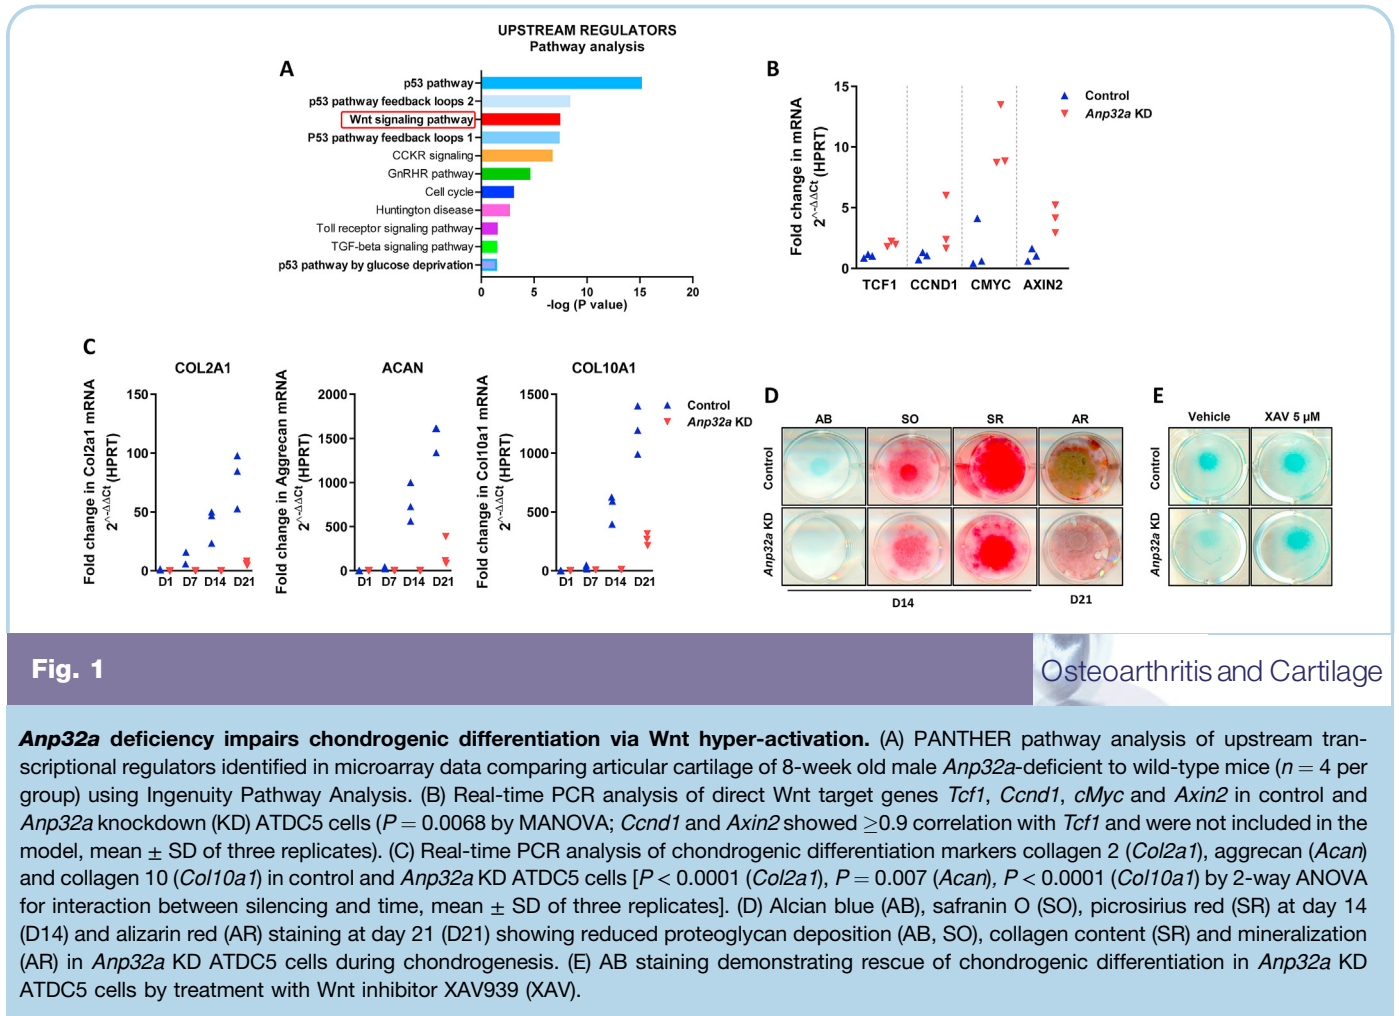 UPSTREAM REGULATORS
Pathway analysis
A
p53 pathway
p53 pathway feedback loops 2
Wnt signaling pathway
P53 pathway feedback loops 1
CCKR signaling
GnRHR pathway
Cell cycle
Huntington disease
Toll receptor signaling pathway
TGF-beta signaling pathway
p53 pathway by glucose deprivation
0 5 10 15 20
-log (P value)
B
Fold change in mRNA
2^-ΔΔCt (HPRT)
15
10
5
0
TCF1 CCND1 CMYC AXIN2
Control
Anp32a KD
C
COL2A1
Fold change in Col2a1 mRNA
2^-ΔΔCt (HPRT)
150
100
50
0
D1 D7 D14 D21
ACAN
Fold change in Aggrecan mRNA
2^-ΔΔCt (HPRT)
2000
1500
1000
500
0
D1 D7 D14 D21
COL10A1
Fold change in Col10a1 mRNA
2^-ΔΔCt (HPRT)
1500
1000
500
0
D1 D7 D14 D21
Control
Anp32a KD
D
AB SO SR AR
Control
Anp32a KD
D14 D21
E
Vehicle XAV 5 µM
Control
Anp32a KD
Fig. 1
Osteoarthritis and Cartilage
Anp32a deficiency impairs chondrogenic differentiation via Wnt hyper-activation. (A) PANTHER pathway analysis of upstream tran-
scriptional regulators identified in microarray data comparing articular cartilage of 8-week old male Anp32a-deficient to wild-type mice (n = 4 per
group) using Ingenuity Pathway Analysis. (B) Real-time PCR analysis of direct Wnt target genes Tcf1, Ccnd1, cMyc and Axin2 in control and
Anp32a knockdown (KD) ATDC5 cells (P = 0.0068 by MANOVA; Ccnd1 and Axin2 showed ≥0.9 correlation with Tcf1 and were not included in the
model, mean ± SD of three replicates). (C) Real-time PCR analysis of chondrogenic differentiation markers collagen 2 (Col2a1), aggrecan (Acan)
and collagen 10 (Col10a1) in control and Anp32a KD ATDC5 cells [P < 0.0001 (Col2a1), P = 0.007 (Acan), P < 0.0001 (Col10a1) by 2-way ANOVA
for interaction between silencing and time, mean ± SD of three replicates]. (D) Alcian blue (AB), safranin O (SO), picrosirius red (SR) at day 14
(D14) and alizarin red (AR) staining at day 21 (D21) showing reduced proteoglycan deposition (AB, SO), collagen content (SR) and mineralization
(AR) in Anp32a KD ATDC5 cells during chondrogenesis. (E) AB staining demonstrating rescue of chondrogenic differentiation in Anp32a KD
ATDC5 cells by treatment with Wnt inhibitor XAV939 (XAV).